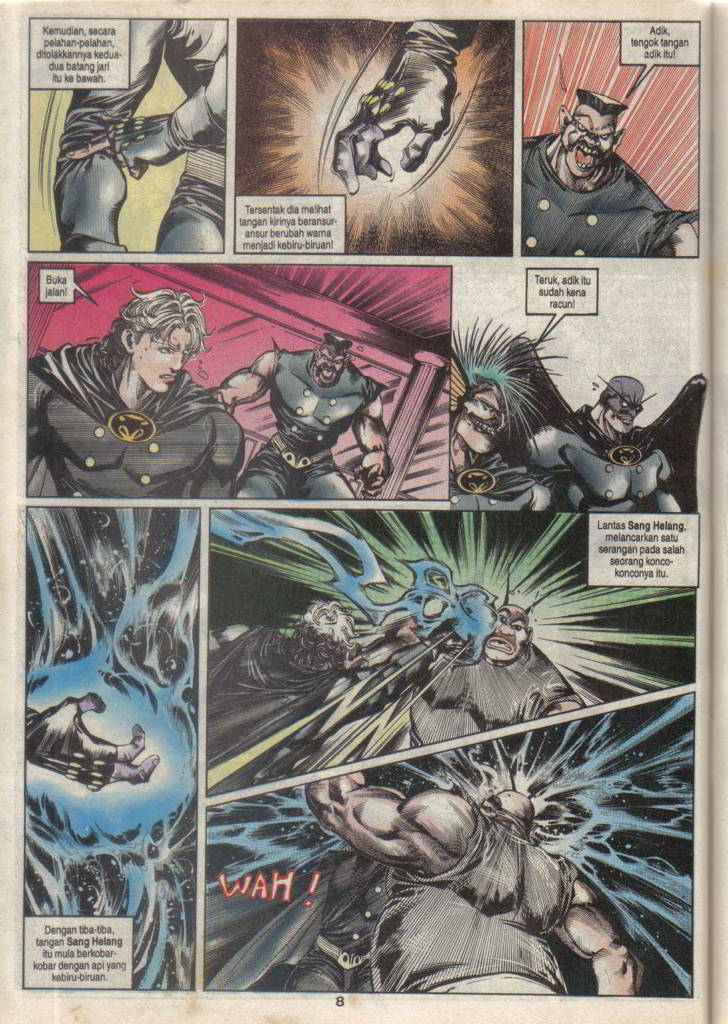 Kemudian, secara
pelahan-pelahan,
ditolakkannya kedua-
dua batang jari
itu ke bawah.
Tersentak dia melihat
tangan kirinya beransur-
ansur berubah warna
menjadi kebiru-biruan!
Adik,
tengok tangan
adik itu!
Buka
jalan!
Teruk, adik itu
sudah kena
racun!
Dengan tiba-tiba,
tangan Sang Helang
itu mula berkobar-
kobar dengan api yang
kebiru-biruan.
Lantas Sang Helang,
melancarkan satu
serangan pada salah
seorang konco-
konconya itu.
WAH!
8